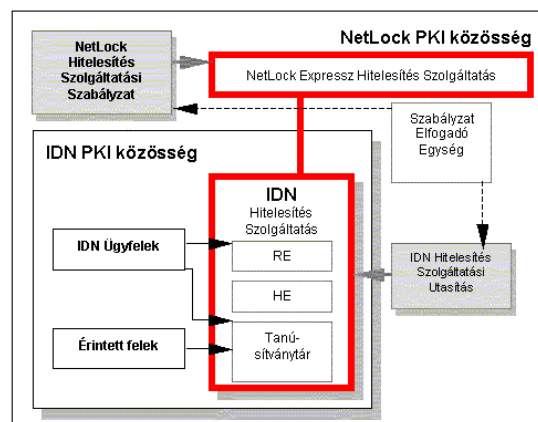 NetLock PKI közösség
NetLock
Hitelesítés
Szolgáltatási
Szabályzat
NetLock Expressz Hitelesítés Szolgáltatás
Szabályzat
Elfogadó
Egység
IDN PKI közösség
IDN
Hitelesítés
Szolgáltatás
IDN Ügyfelek
RE
IDN Hitelesítés
Szolgáltatási
Utasítás
HE
Érintett felek
Tanú-
sítványtár